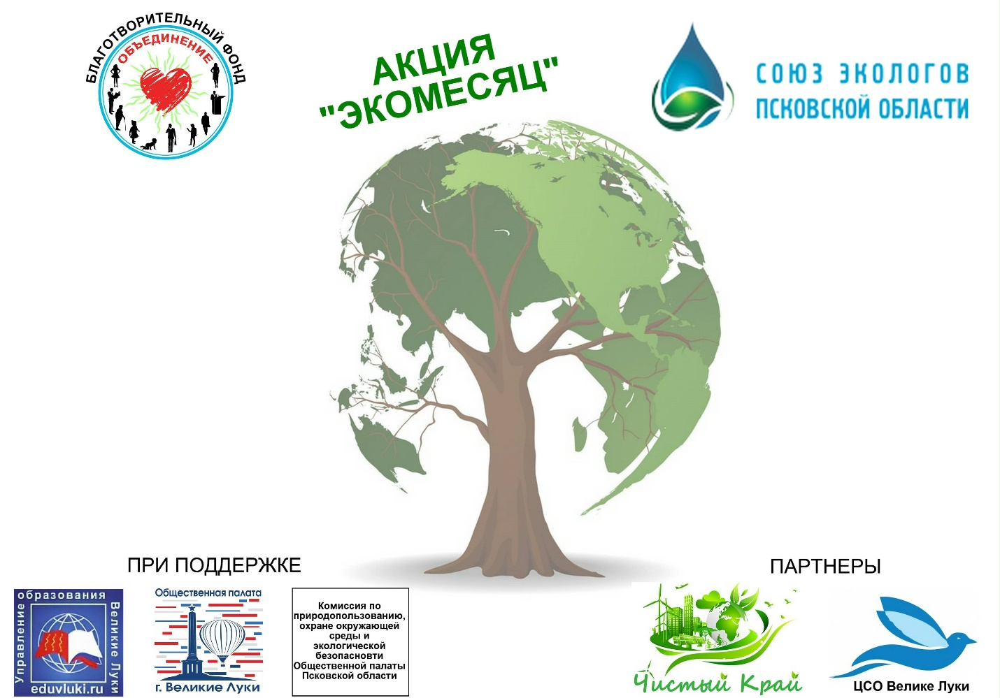 БЛАГОТВОРИТЕЛЬНЫЙ ФОНД
ОБЪЕДИНЕНИЕ
АКЦИЯ
"ЭКОМЕСЯЦ"
СОЮЗ ЭКОЛОГОВ
ПСКОВСКОЙ ОБЛАСТИ
ПРИ ПОДДЕРЖКЕ
Управление
образования
Великие Луки
eduvluki.ru
Общественная палата
г. Великие Луки
Комиссия по
природопользованию,
охране окружающей
среды и
экологической
безопасновти
Общественной палаты
Псковской области
ПАРТНЕРЫ
Чистый Край
ЦСО Велике Луки